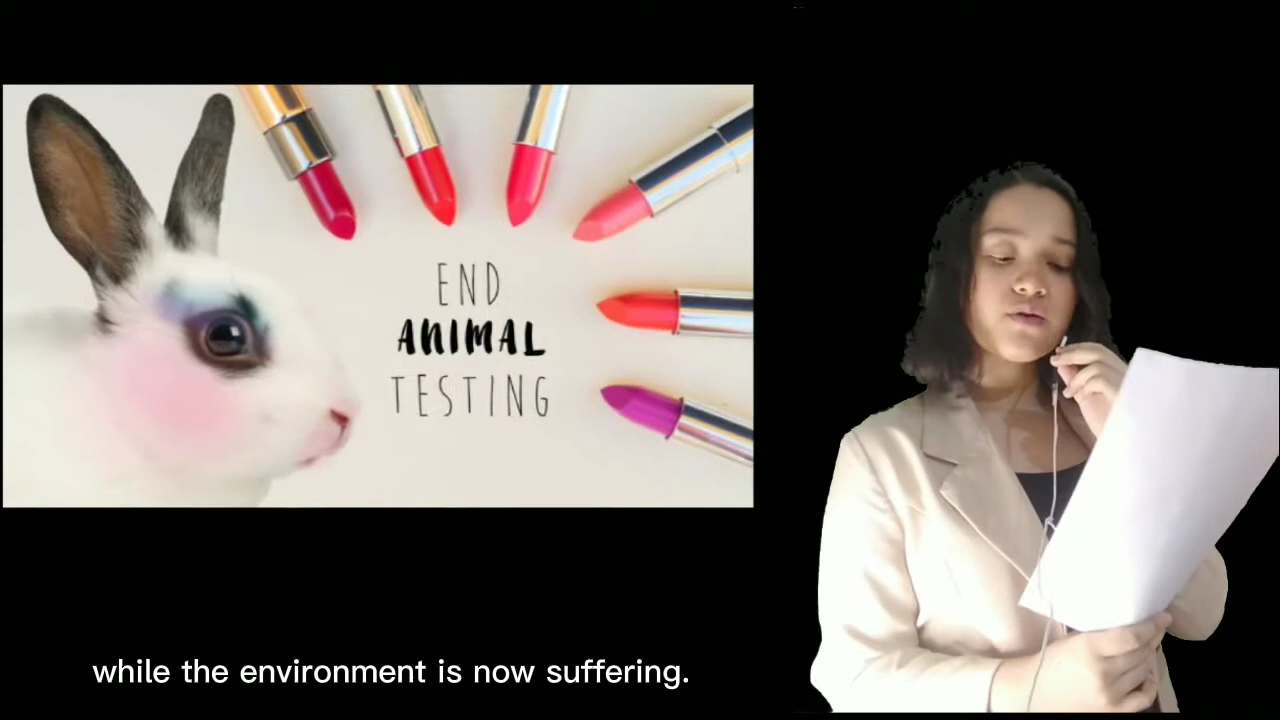 END
ANIMAL
TESTING
while the environment is now suffering.